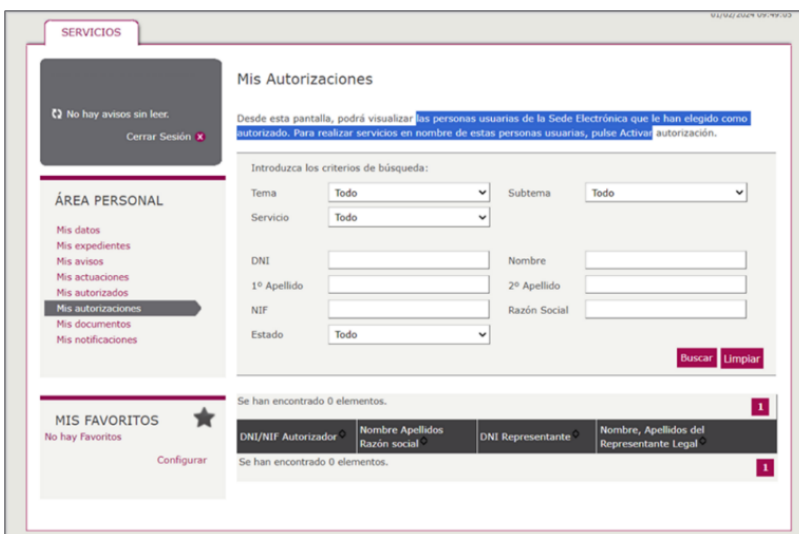 01/02/2024 09:49:05
SERVICIOS
No hay avisos sin leer.
Cerrar Sesión
ÁREA PERSONAL
Mis datos
Mis expedientes
Mis avisos
Mis actuaciones
Mis autorizados
Mis autorizaciones
Mis documentos
Mis notificaciones
MIS FAVORITOS
No hay Favoritos
Configurar
Mis Autorizaciones
Desde esta pantalla, podrá visualizar las personas usuarias de la Sede Electrónica que le han elegido como
autorizado. Para realizar servicios en nombre de estas personas usuarias, pulse Activar autorización.
Introduzca los criterios de búsqueda:
Tema Todo Subtema Todo
Servicio Todo
DNI Nombre
1º Apellido 2º Apellido
NIF Razón Social
Estado Todo
Buscar Limpiar
Se han encontrado 0 elementos.
1
DNI/NIF Autorizador Nombre Apellidos Razón social DNI Representante Nombre, Apellidos del Representante Legal
Se han encontrado 0 elementos.
1